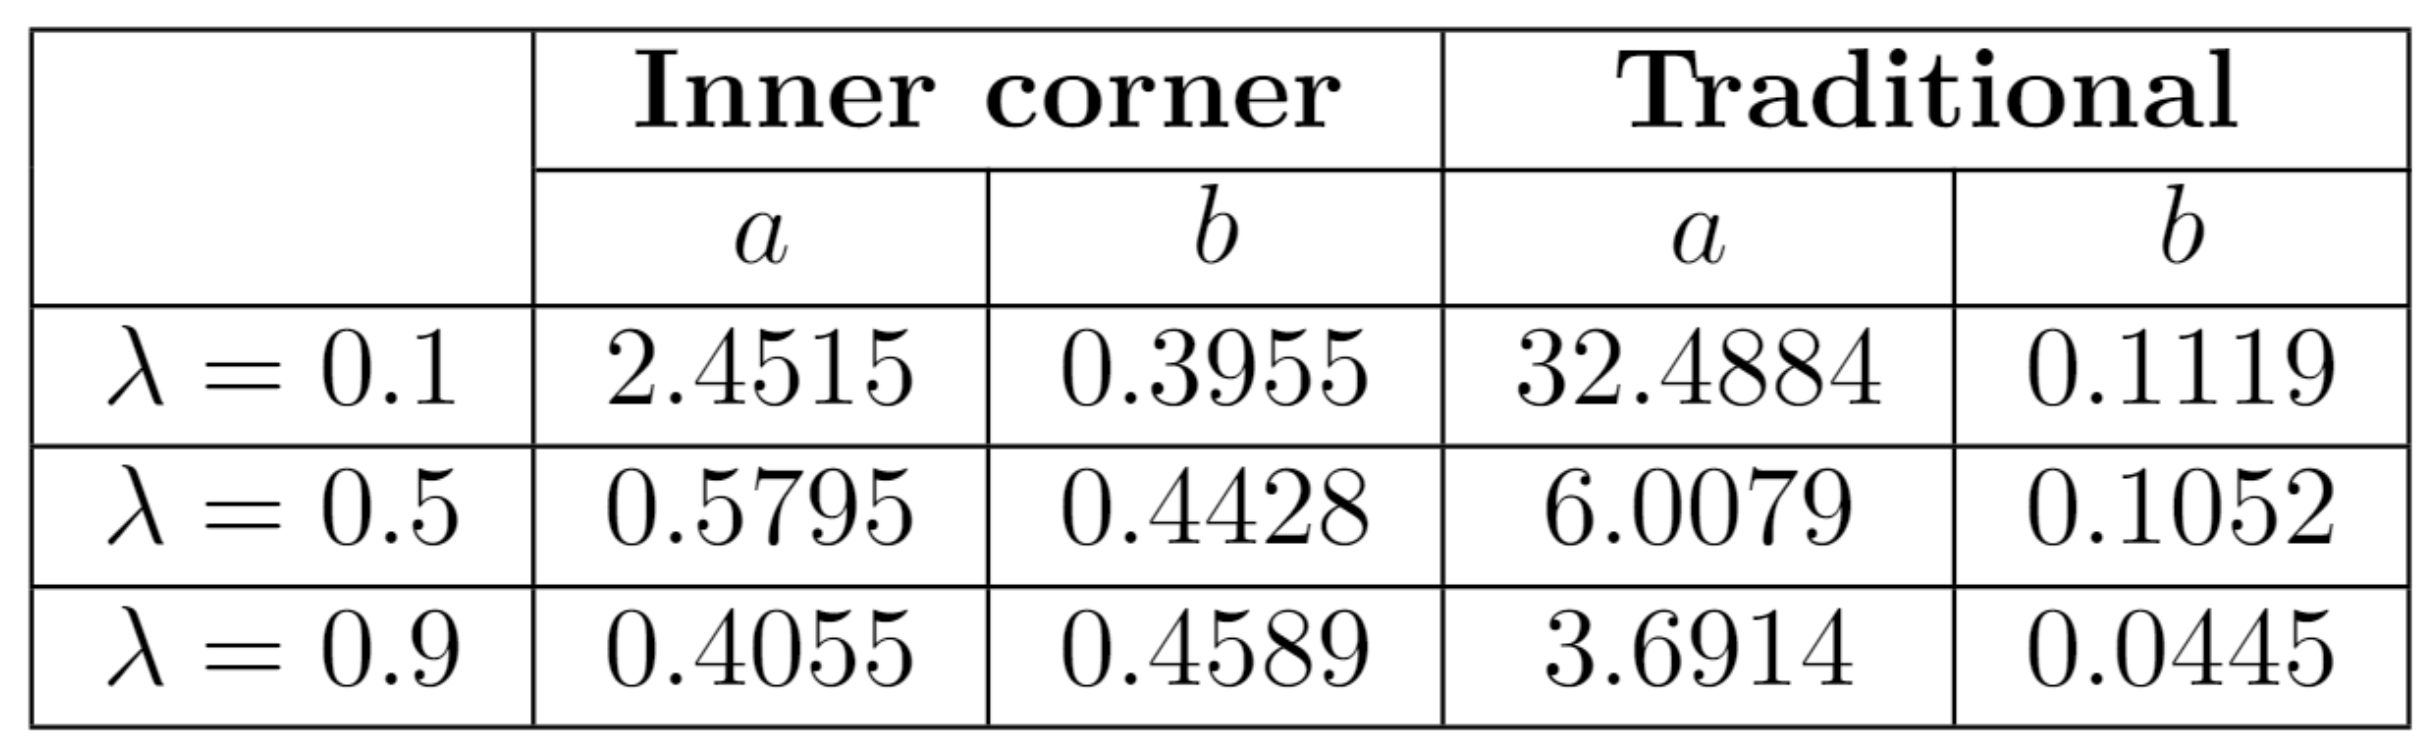 Inner corner Traditional
a b a b
λ = 0.1 2.4515 0.3955 32.4884 0.1119
λ = 0.5 0.5795 0.4428 6.0079 0.1052
λ = 0.9 0.4055 0.4589 3.6914 0.0445